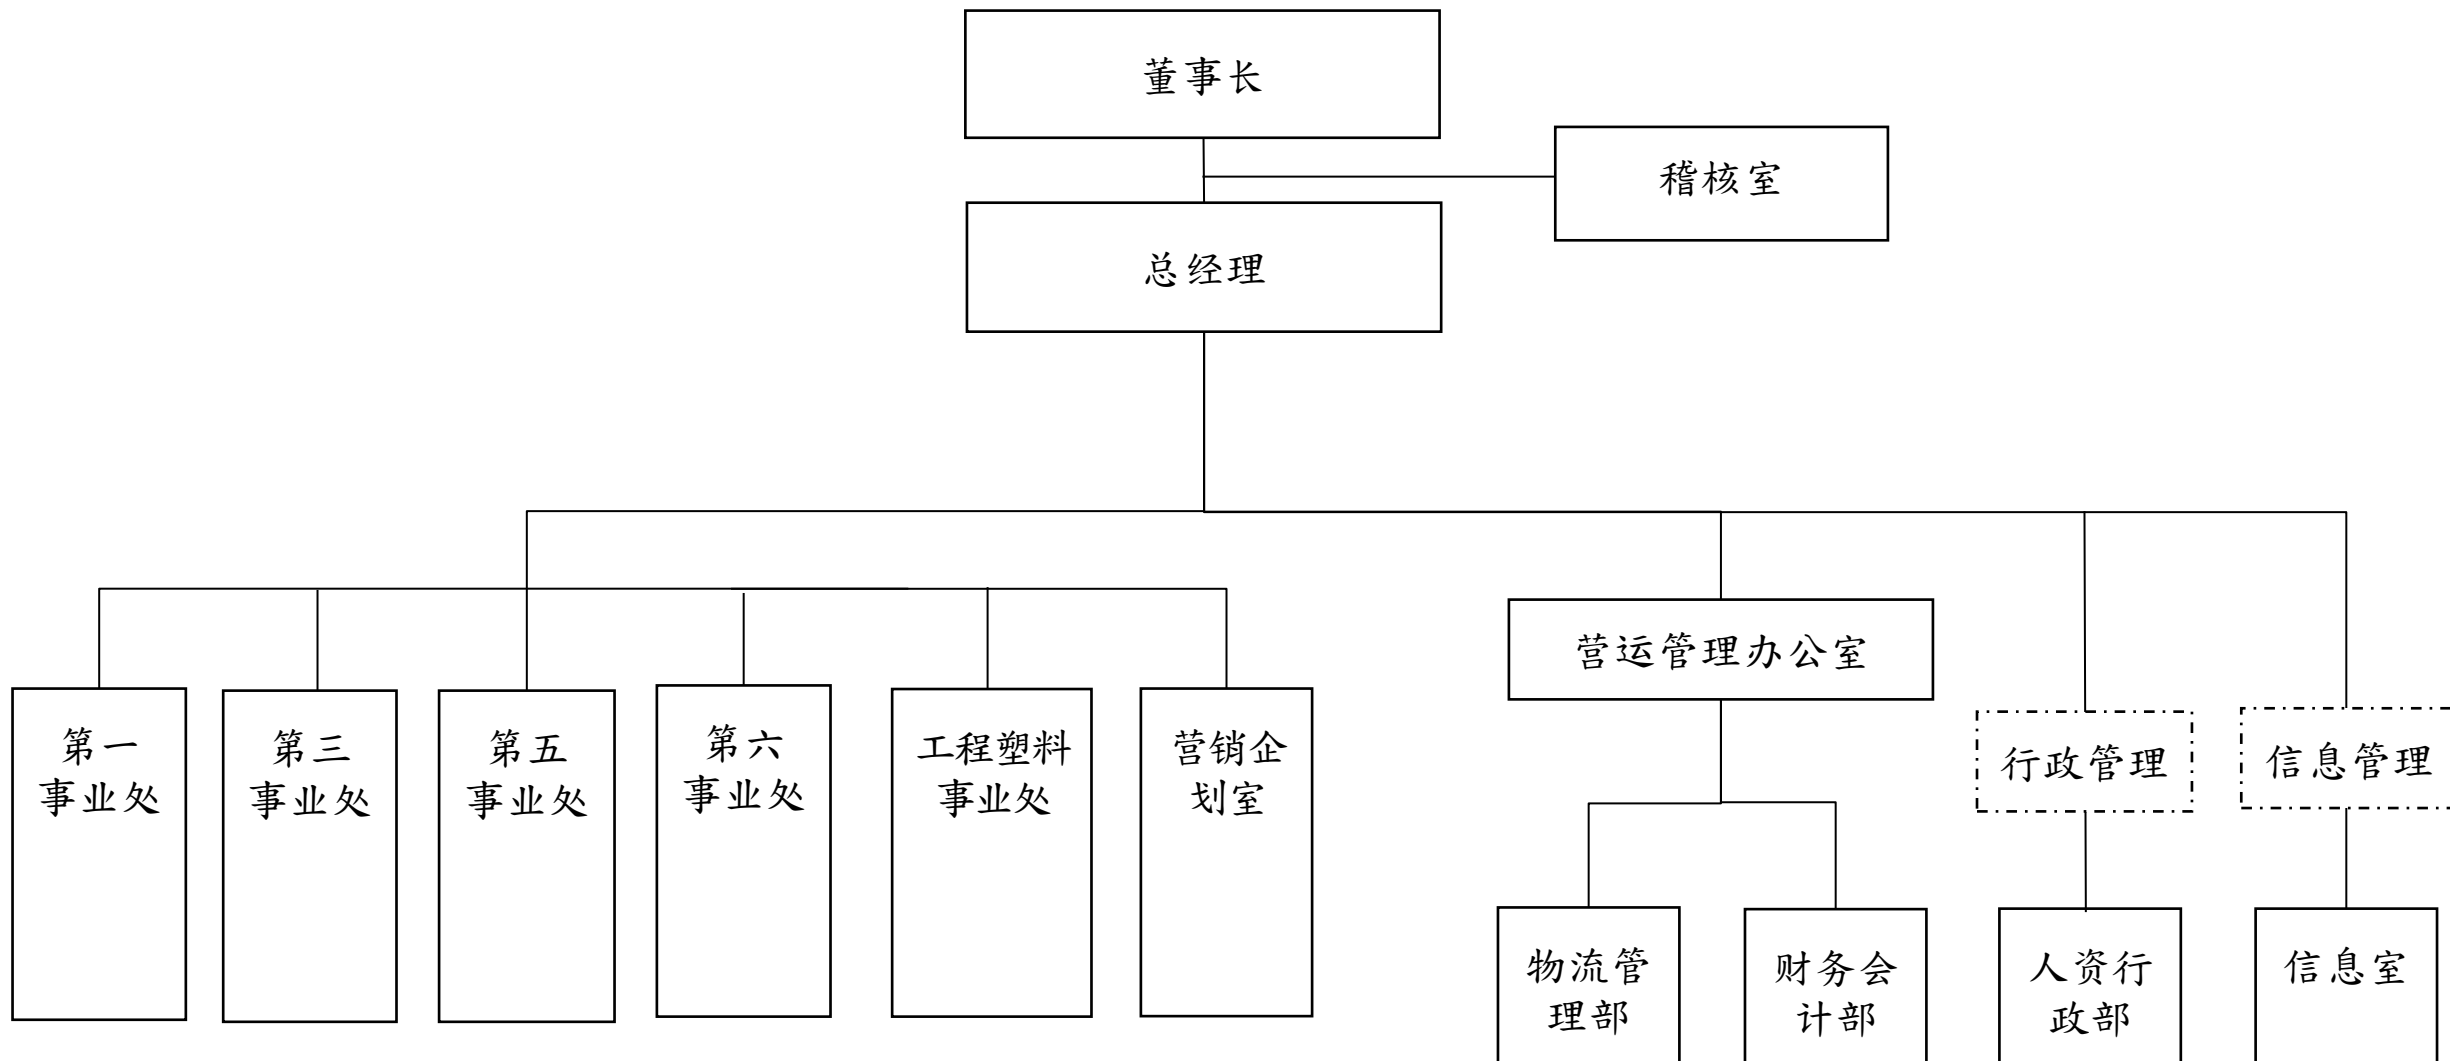 董事长
稽核室
总经理
营运管理办公室
第一
事业处
第三
事业处
第五
事业处
第六
事业处
工程塑料
事业处
营销企
划室
行政管理
信息管理
物流管
理部
财务会
计部
人资行
政部
信息室